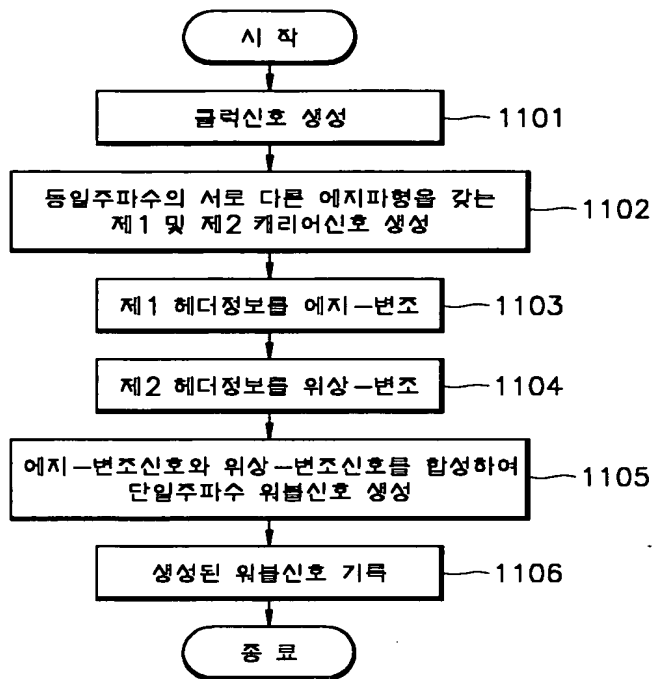 시 작
클럭신호 생성
1101
동일주파수의 서로 다른 에지파형을 갖는
제1 및 제2 캐리어신호 생성
1102
제1 헤더정보를 에지-변조
1103
제2 헤더정보를 위상-변조
1104
에지-변조신호와 위상-변조신호를 합성하여
단일주파수 워블신호 생성
1105
생성된 워블신호 기록
1106
종 료